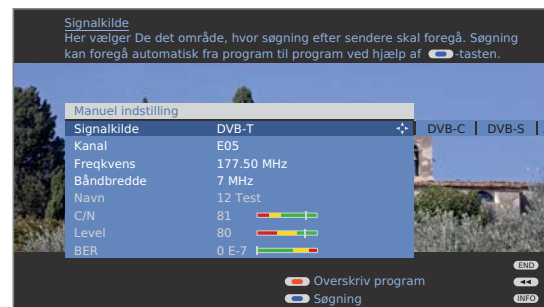 Signalkilde
Her vælger De det område, hvor søgning efter sendere skal foregå. Søgning
kan foregå automatisk fra program til program ved hjælp af -tasten.
Manuel indstilling
Signalkilde DVB-T DVB-C DVB-S
Kanal E05
Freqkvens 177.50 MHz
Båndbredde 7 MHz
Navn 12 Test
C/N 81
Level 80
BER 0 E-7
END
Overskriv program
Søgning INFO